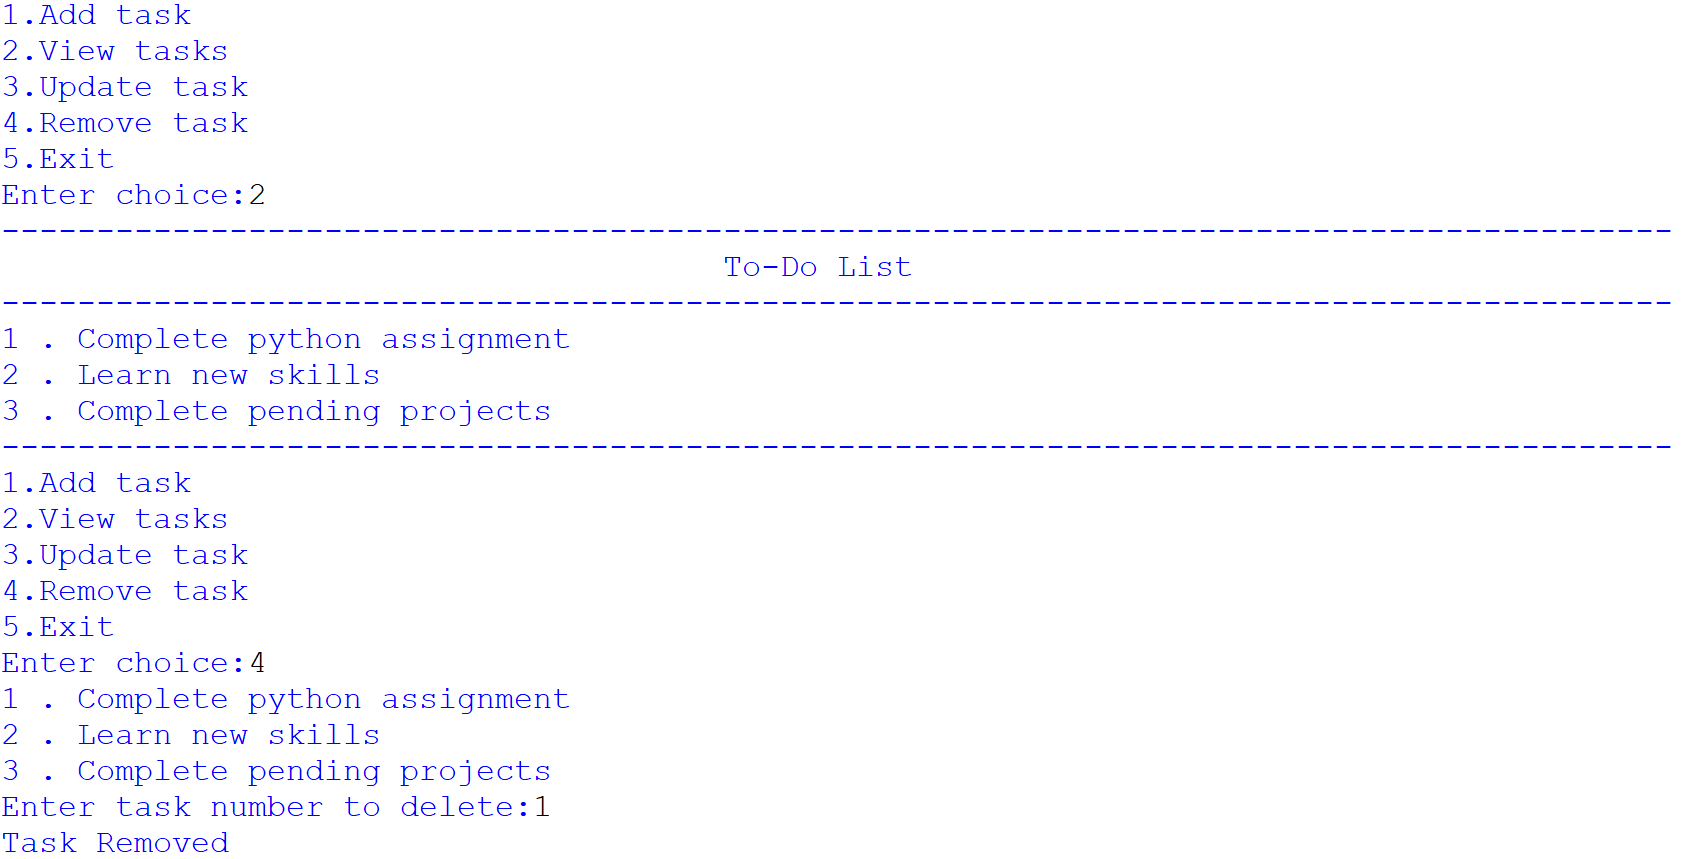 1.Add task
2.View tasks
3.Update task
4.Remove task
5.Exit
Enter choice:2
----------------------------------------------------------------------------------------
To-Do List
----------------------------------------------------------------------------------------
1 . Complete python assignment
2 . Learn new skills
3 . Complete pending projects
----------------------------------------------------------------------------------------
1.Add task
2.View tasks
3.Update task
4.Remove task
5.Exit
Enter choice:4
1 . Complete python assignment
2 . Learn new skills
3 . Complete pending projects
Enter task number to delete:1
Task Removed